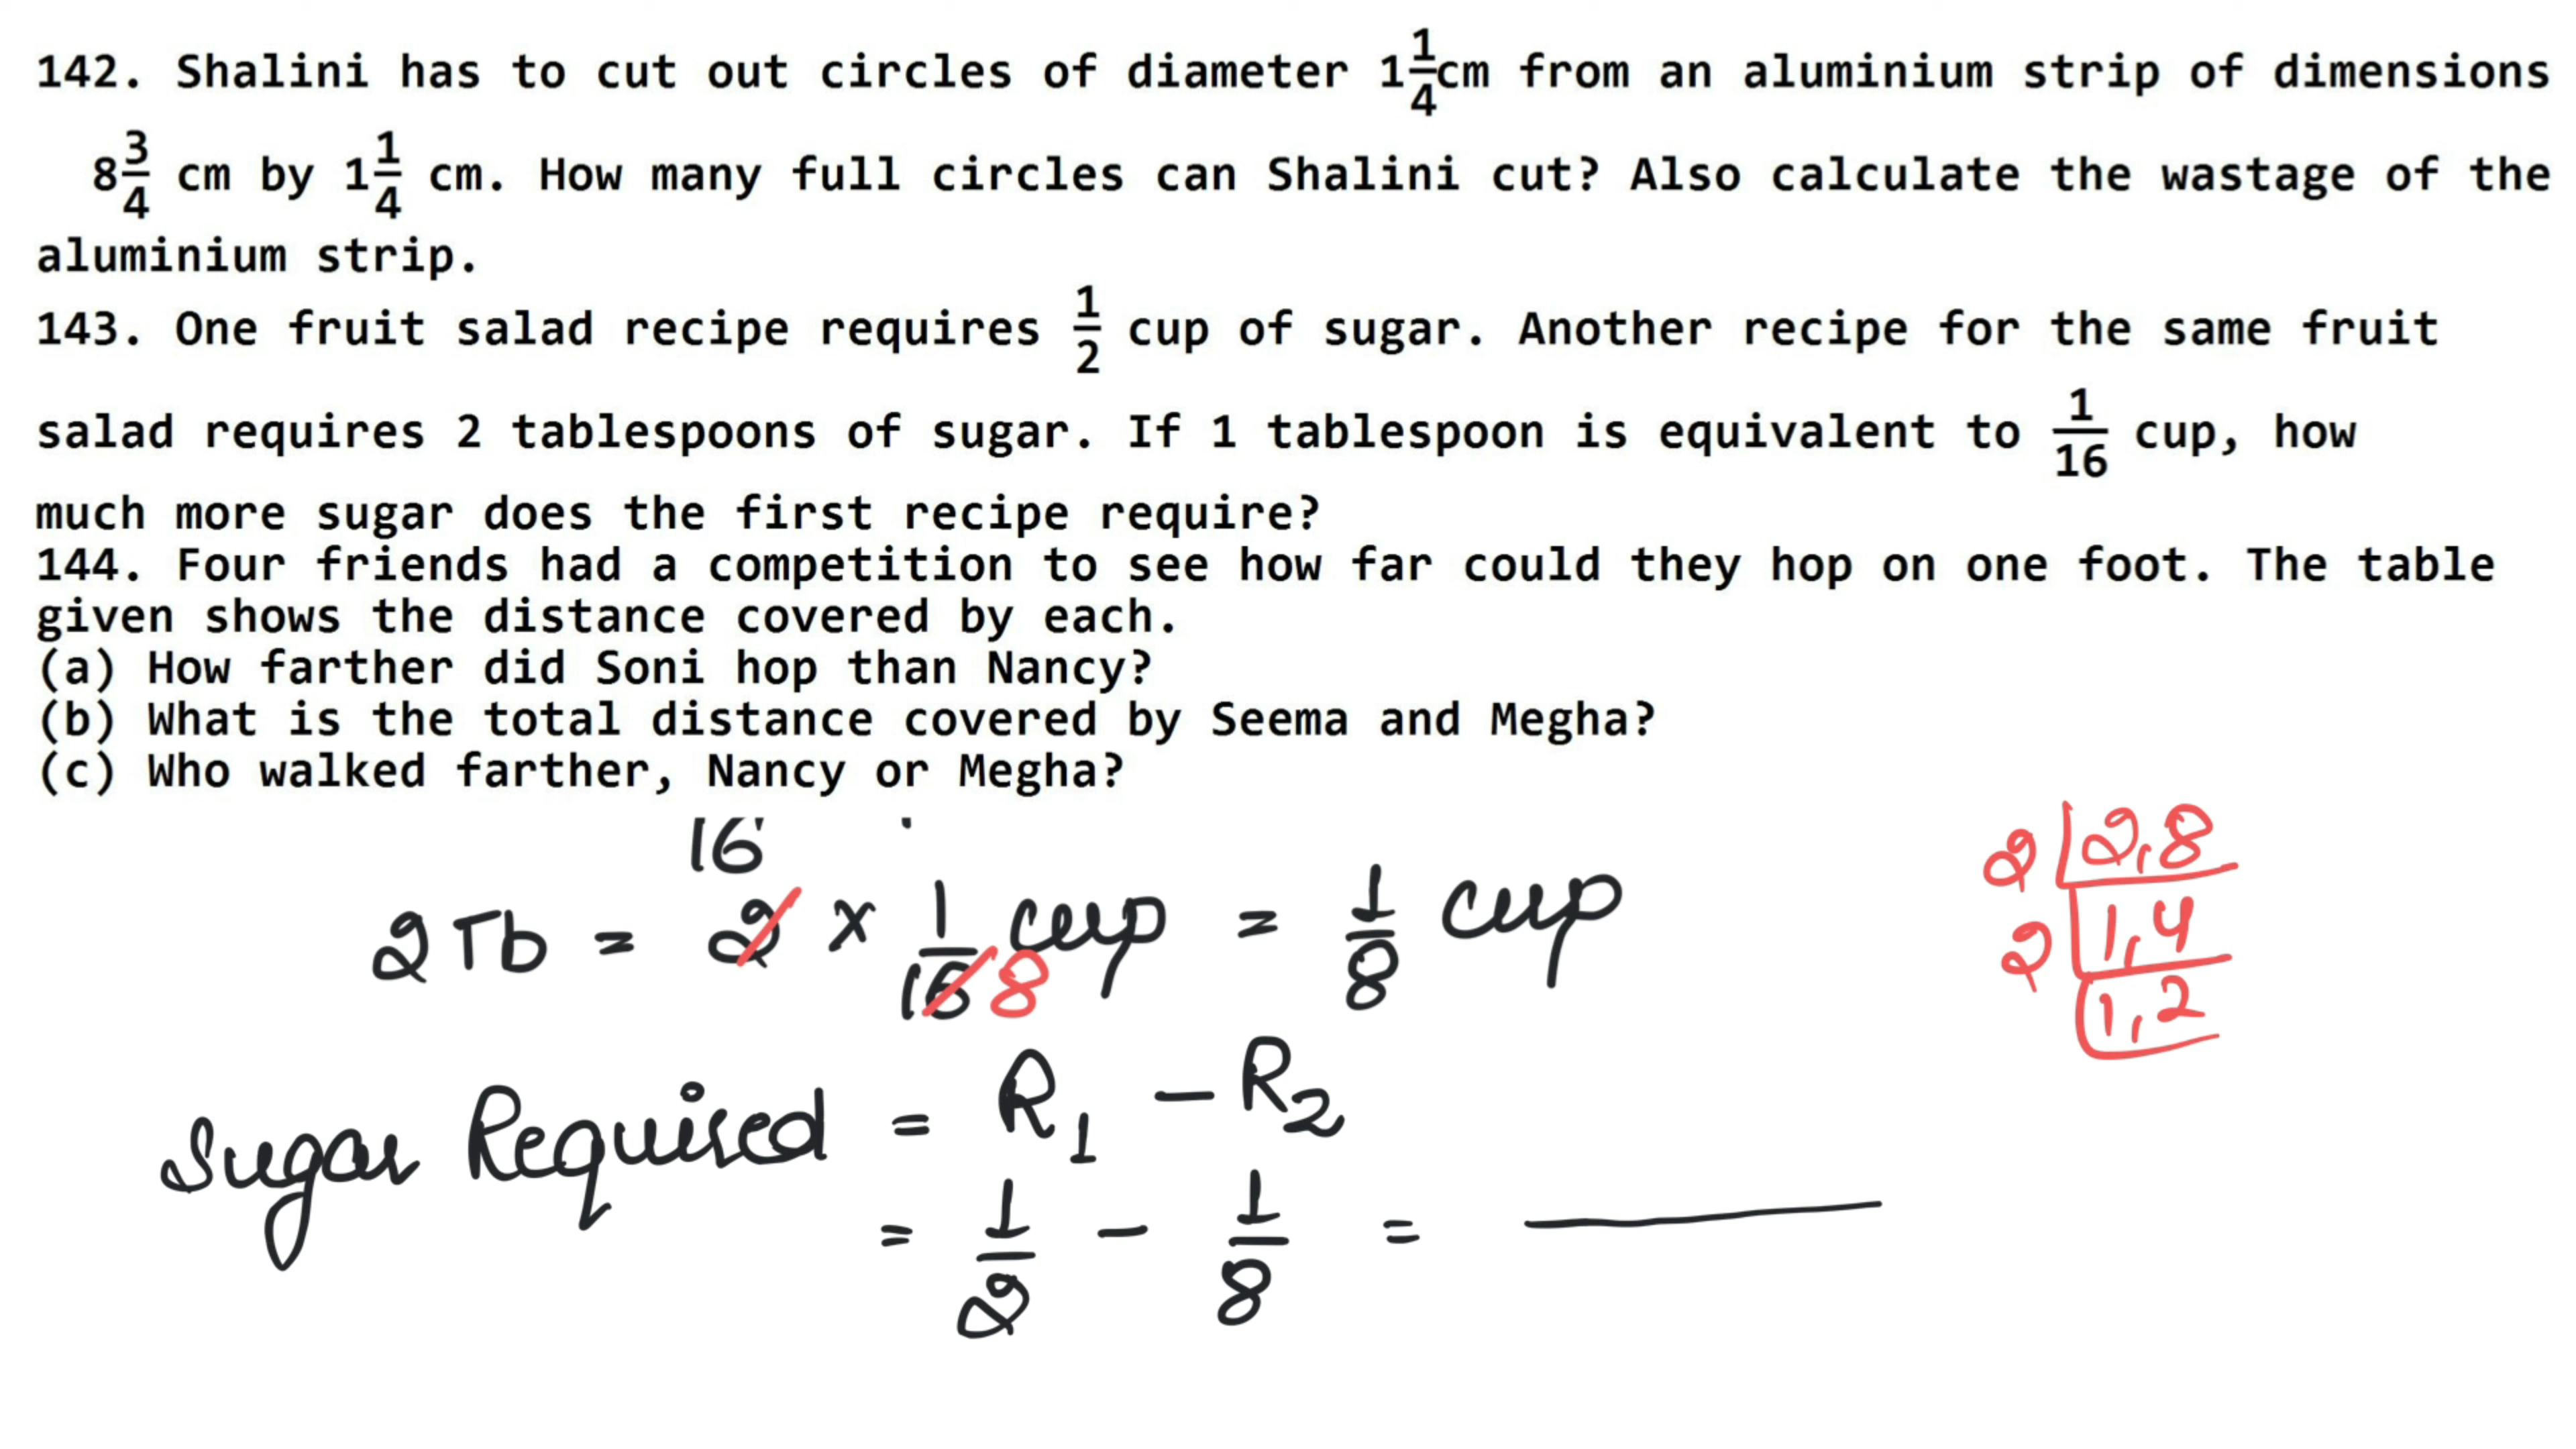 142. Shalini has to cut out circles of diameter 1 1/4 cm from an aluminium strip of dimensions
8 3/4 cm by 1 1/4 cm. How many full circles can Shalini cut? Also calculate the wastage of the
aluminium strip.
143. One fruit salad recipe requires 1/2 cup of sugar. Another recipe for the same fruit
salad requires 2 tablespoons of sugar. If 1 tablespoon is equivalent to 1/16 cup, how
much more sugar does the first recipe require?
144. Four friends had a competition to see how far could they hop on one foot. The table
given shows the distance covered by each.
(a) How farther did Soni hop than Nancy?
(b) What is the total distance covered by Seema and Megha?
(c) Who walked farther, Nancy or Megha?
16
2 Tb = 2 × 1/16 8 cup = 1/8 cup
2 | 2,8
2 | 1,4
1,2
Sugar Required = R₁ − R₂
= 1/2 − 1/8 =